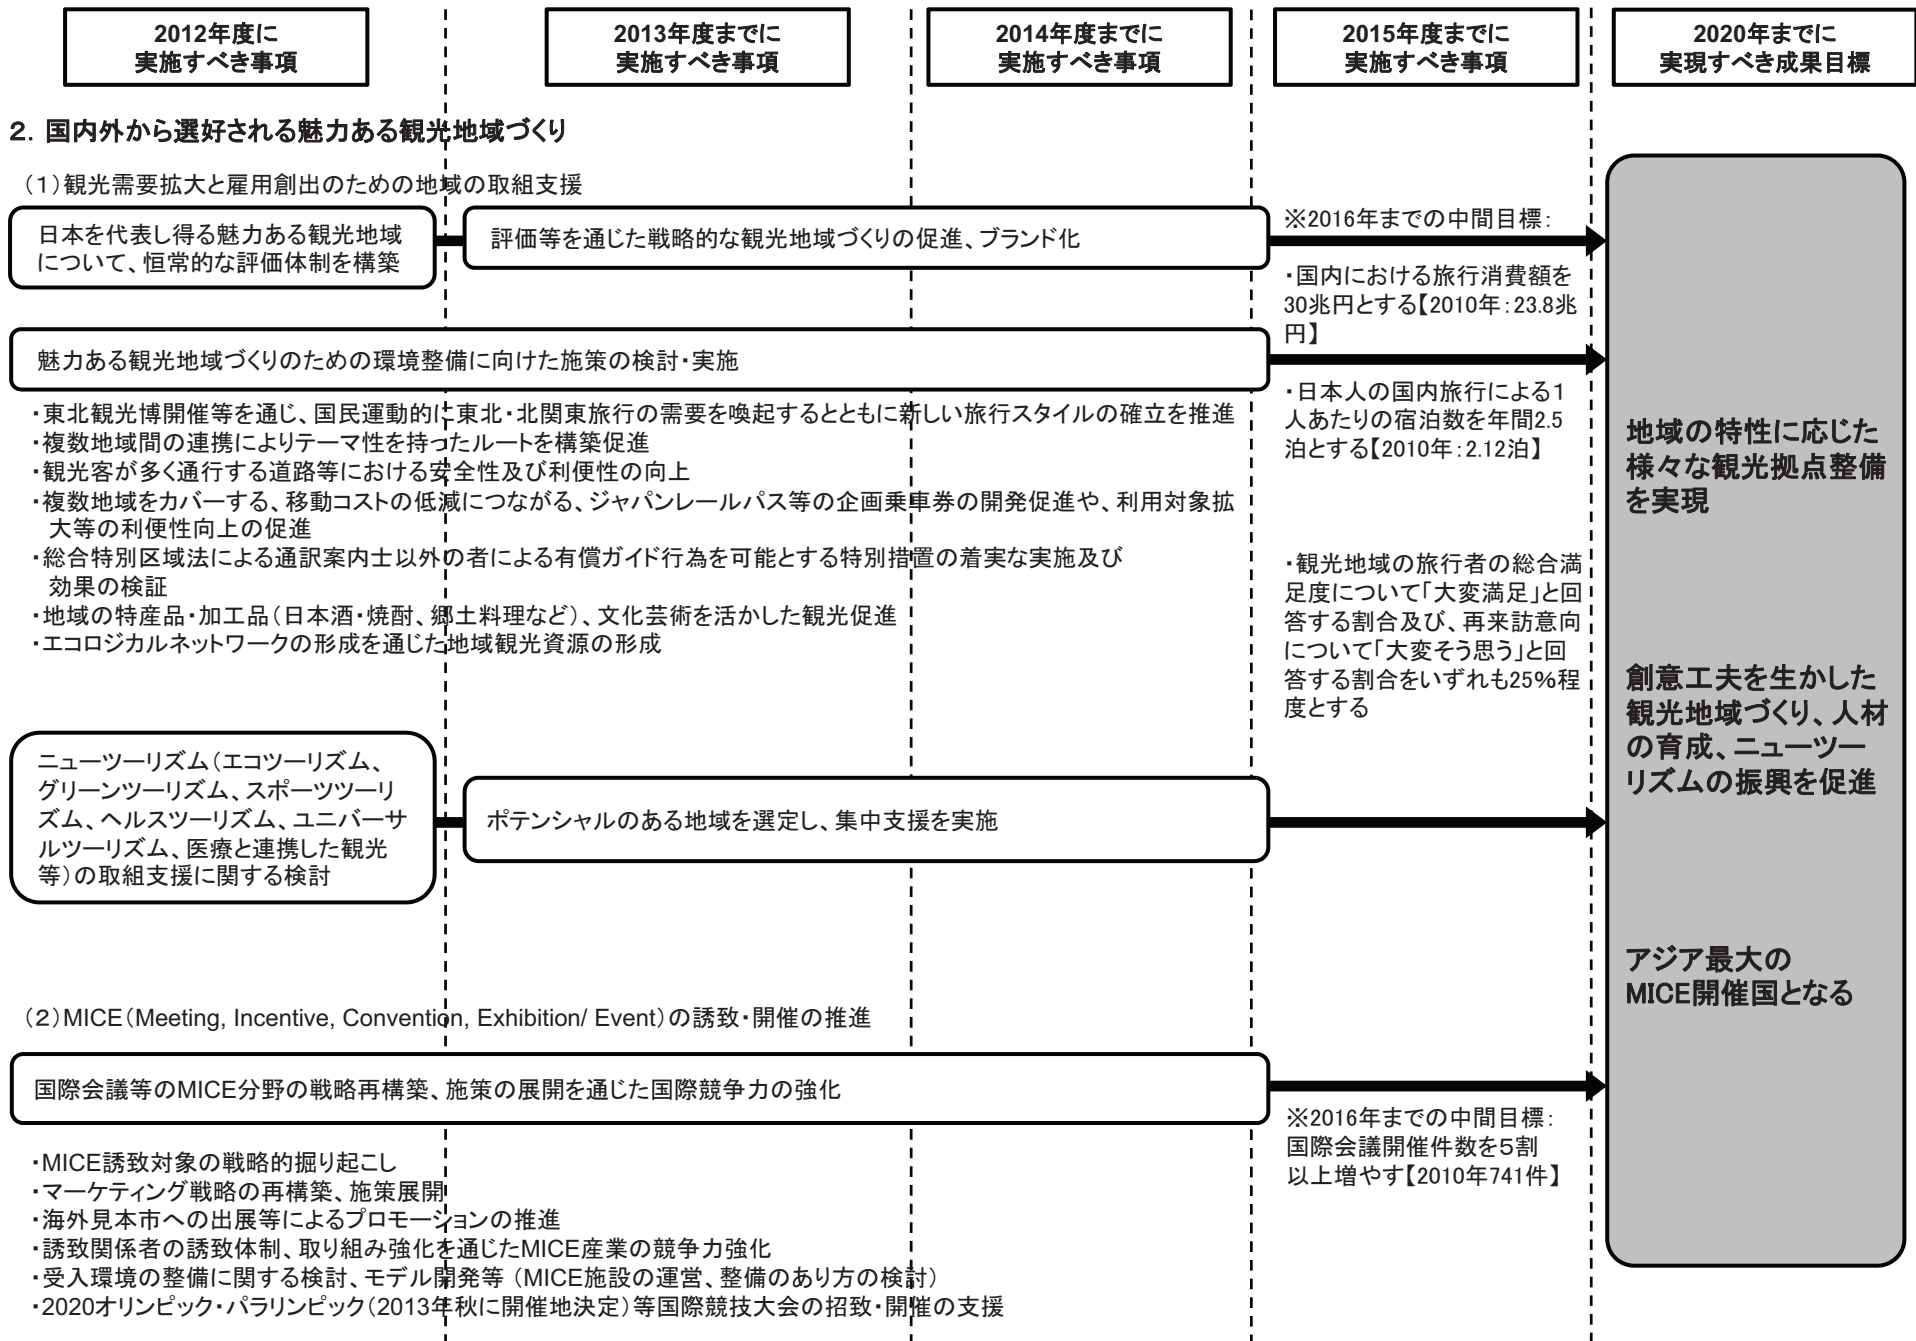 2012年度に
実施すべき事項
2013年度までに
実施すべき事項
2014年度までに
実施すべき事項
2015年度までに
実施すべき事項
2020年までに
実現すべき成果目標
２．国内外から選好される魅力ある観光地域づくり
（１）観光需要拡大と雇用創出のための地域の取組支援
日本を代表し得る魅力ある観光地域
について、恒常的な評価体制を構築
評価等を通じた戦略的な観光地域づくりの促進、ブランド化
※2016年までの中間目標：
・国内における旅行消費額を
30兆円とする【2010年：23.8兆
円】
魅力ある観光地域づくりのための環境整備に向けた施策の検討・実施
・東北観光博開催等を通じ、国民運動的に東北・北関東旅行の需要を喚起するとともに新しい旅行スタイルの確立を推進
・複数地域間の連携によりテーマ性を持ったルートを構築促進
・観光客が多く通行する道路等における安全性及び利便性の向上
・複数地域をカバーする、移動コストの低減につながる、ジャパンレールパス等の企画乗車券の開発促進や、利用対象拡
大等の利便性向上の促進
・総合特別区域法による通訳案内士以外の者による有償ガイド行為を可能とする特別措置の着実な実施及び
効果の検証
・地域の特産品・加工品（日本酒・焼酎、郷土料理など）、文化芸術を活かした観光促進
・エコロジカルネットワークの形成を通じた地域観光資源の形成
・日本人の国内旅行による１
人あたりの宿泊数を年間2.5
泊とする【2010年：2.12泊】
・観光地域の旅行者の総合満
足度について「大変満足」と回
答する割合及び、再来訪意向
について「大変そう思う」と回
答する割合をいずれも25％程
度とする
ニューツーリズム（エコツーリズム、
グリーンツーリズム、スポーツツーリ
ズム、ヘルスツーリズム、ユニバーサ
ルツーリズム、医療と連携した観光
等）の取組支援に関する検討
ポテンシャルのある地域を選定し、集中支援を実施
地域の特性に応じた
様々な観光拠点整備
を実現
創意工夫を生かした
観光地域づくり、人材
の育成、ニューツー
リズムの振興を促進
アジア最大の
MICE開催国となる
（２）MICE（Meeting, Incentive, Convention, Exhibition/ Event）の誘致・開催の推進
国際会議等のMICE分野の戦略再構築、施策の展開を通じた国際競争力の強化
※2016年までの中間目標：
国際会議開催件数を５割
以上増やす【2010年741件】
・MICE誘致対象の戦略的掘り起こし
・マーケティング戦略の再構築、施策展開
・海外見本市への出展等によるプロモーションの推進
・誘致関係者の誘致体制、取り組み強化を通じたMICE産業の競争力強化
・受入環境の整備に関する検討、モデル開発等 （MICE施設の運営、整備のあり方の検討）
・2020オリンピック・パラリンピック（2013年秋に開催地決定）等国際競技大会の招致・開催の支援